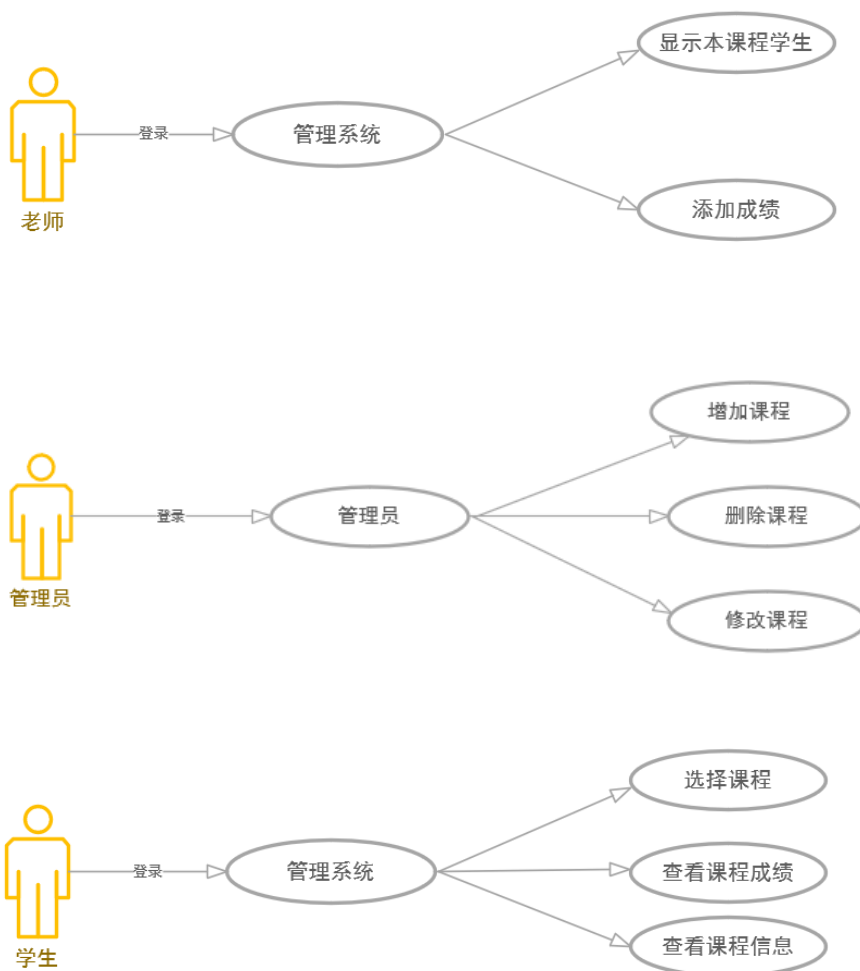 显示本课程学生
登录
管理系统
老师
添加成绩
增加课程
登录
管理员
删除课程
管理员
修改课程
选择课程
登录
管理系统
查看课程成绩
学生
查看课程信息